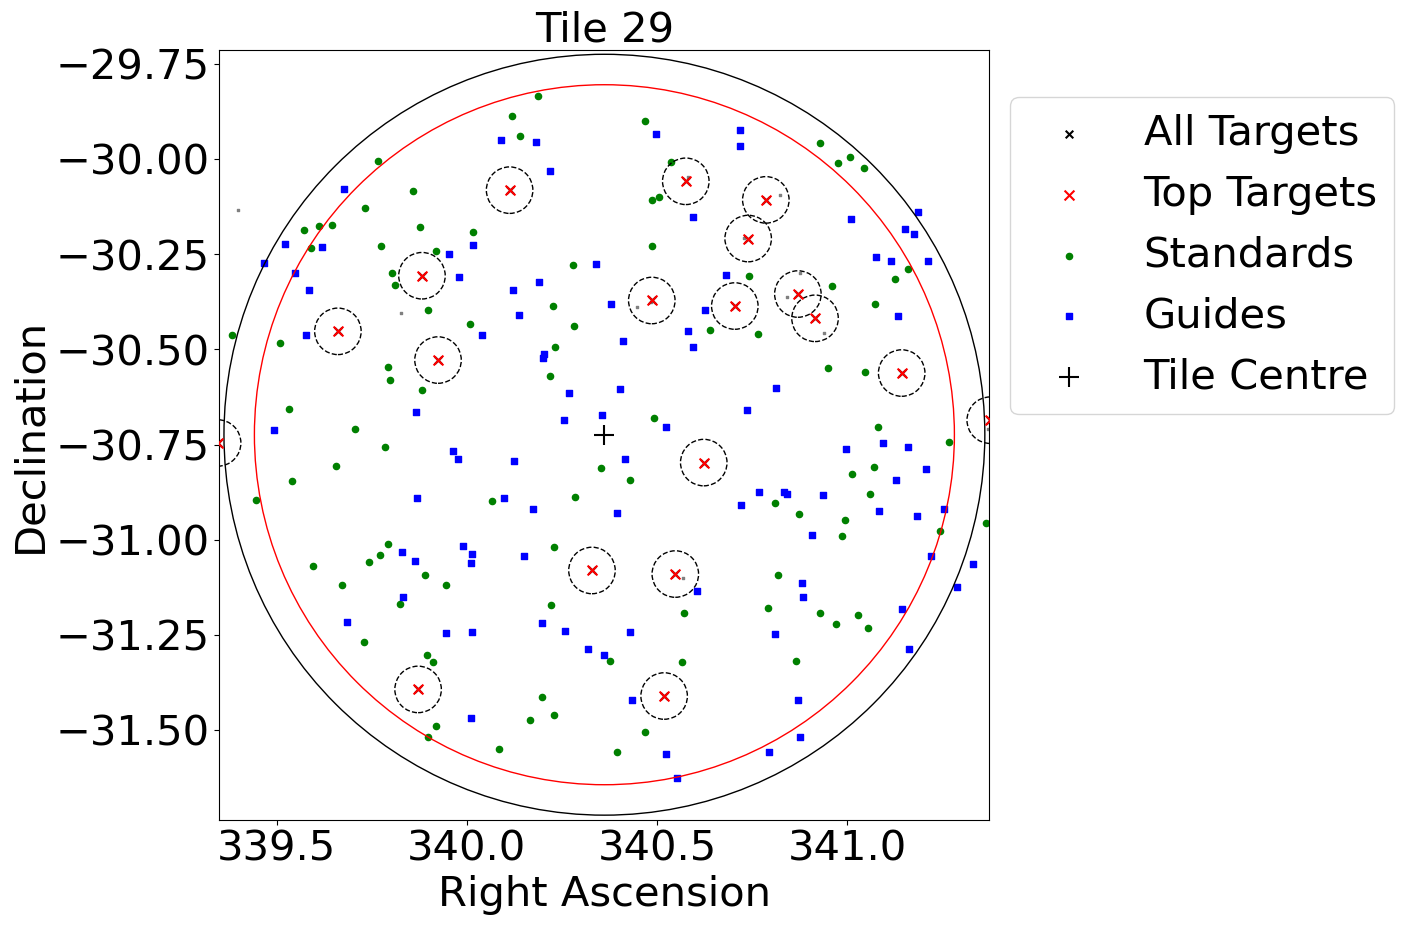 Tile 29
−29.75
−30.00
−30.25
−30.50
−30.75
−31.00
−31.25
−31.50
Declination
339.5 340.0 340.5 341.0
Right Ascension
All Targets
Top Targets
Standards
Guides
Tile Centre